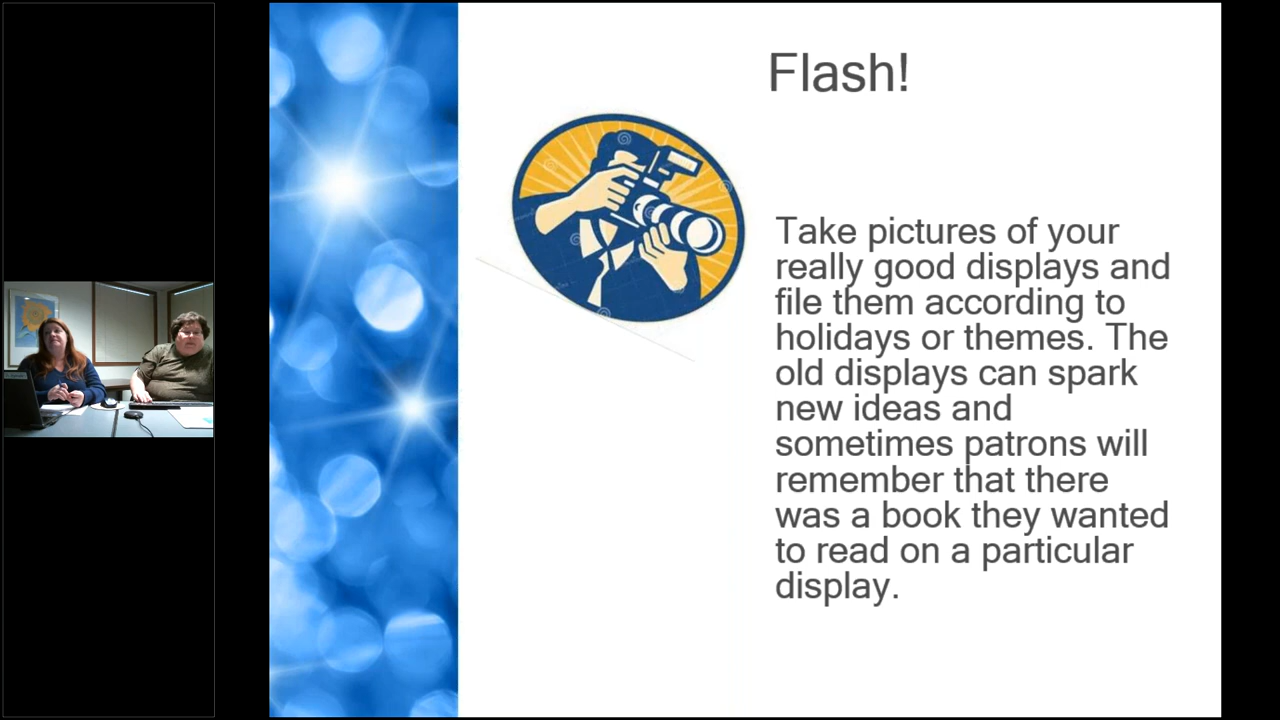 Flash!
Take pictures of your
really good displays and
file them according to
holidays or themes. The
old displays can spark
new ideas and
sometimes patrons will
remember that there
was a book they wanted
to read on a particular
display.